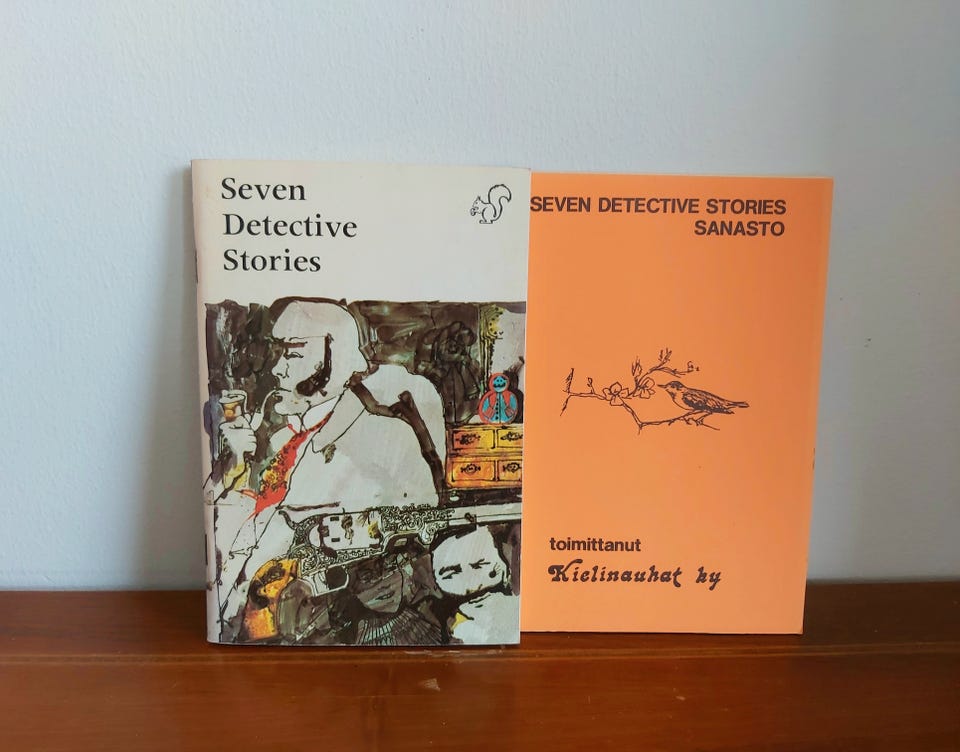 Seven
Detective
Stories
SEVEN DETECTIVE STORIES
SANASTO
toimittanut
Kielinauhat ky